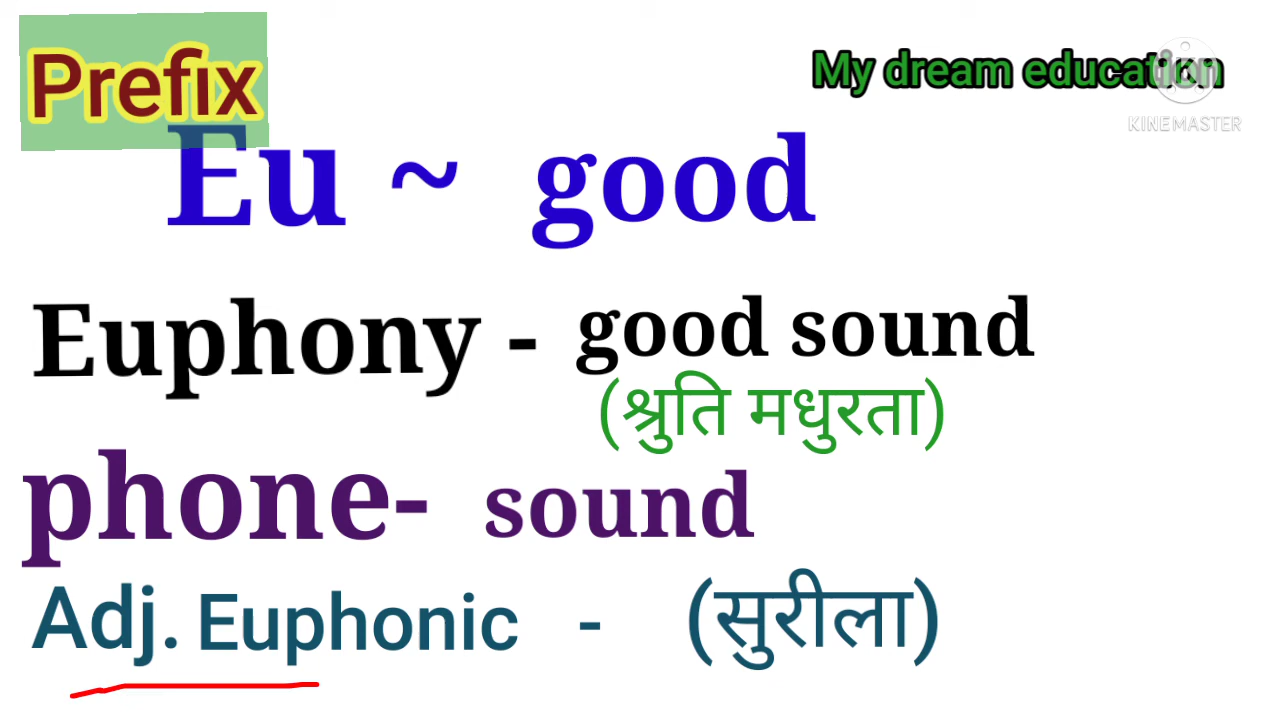 Prefix
My dream education
KINEMASTER
Eu ~ good
Euphony - good sound
(श्रुति मधुरता)
phone- sound
Adj. Euphonic - (सुरीला)